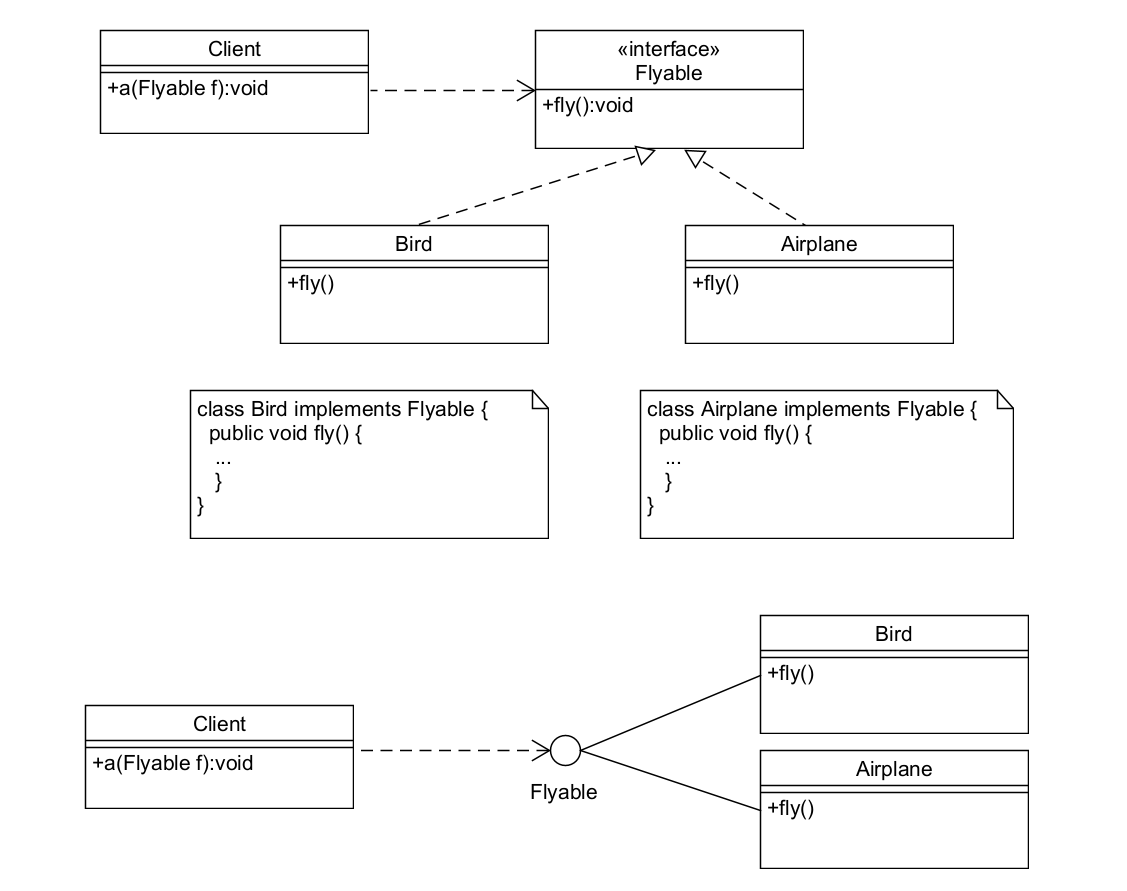 Client
+a(Flyable f):void
«interface»
Flyable
+fly():void
Bird
+fly()
Airplane
+fly()
class Bird implements Flyable {
public void fly() {
...
}
}
class Airplane implements Flyable {
public void fly() {
...
}
}
Client
+a(Flyable f):void
Flyable
Bird
+fly()
Airplane
+fly()